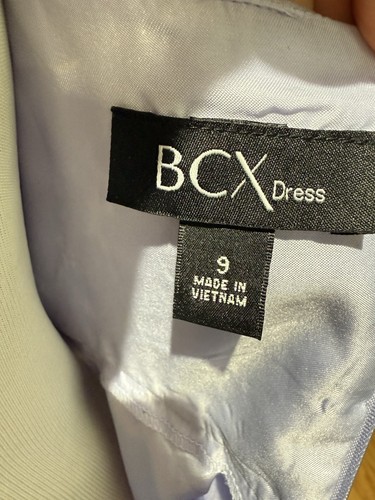 BCX Dress
9
MADE IN
VIETNAM